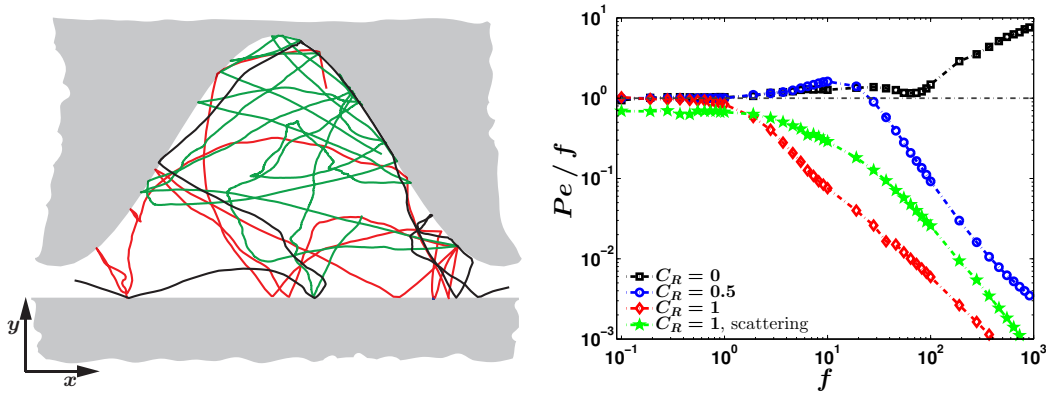 y
x
Pe / f
10^1
10^0
10^-1
10^-2
10^-3
C_R = 0
C_R = 0.5
C_R = 1
C_R = 1, scattering
10^-1 10^0 10^1 10^2 10^3
f